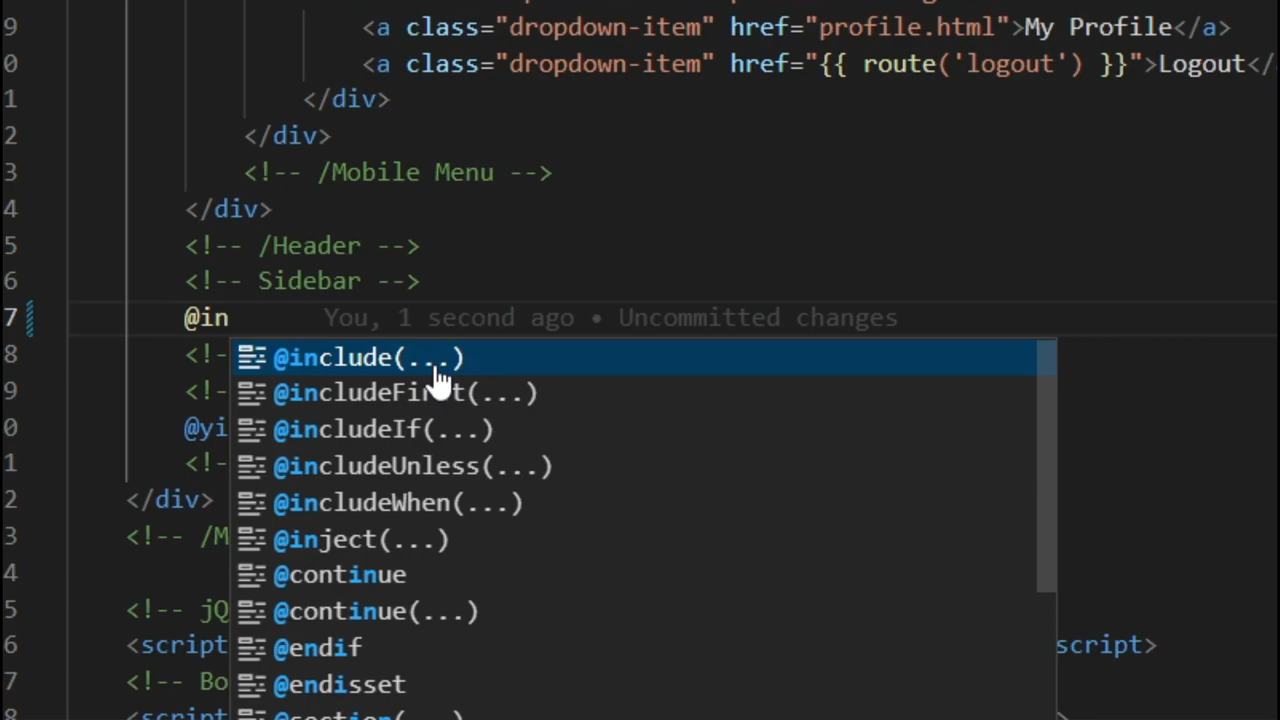 9 <a class="dropdown-item" href="profile.html">My Profile</a>
0 <a class="dropdown-item" href="{{ route('logout') }}">Logout</
1 </div>
2 </div>
3 <!-- /Mobile Menu -->
4 </div>
5 <!-- /Header -->
6 <!-- Sidebar -->
7 @in You, 1 second ago • Uncommitted changes
8 <!- @include(...)
9 <!- @includeFirst(...)
0 @yi @includeIf(...)
1 <!- @includeUnless(...)
2 </div> @includeWhen(...)
3 <!-- /M @inject(...)
4 @continue
5 <!-- jQ @continue(...)
6 <script @endif script>
7 <!-- Bo @endisset
8 <script @section(...)